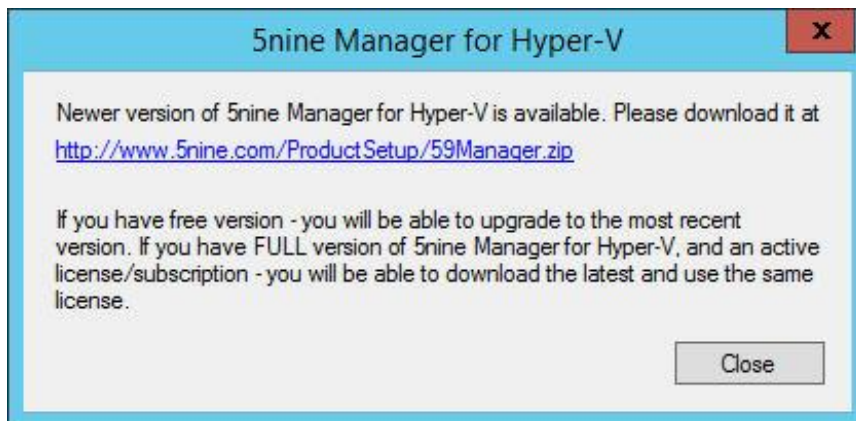 5nine Manager for Hyper-V
x
Newer version of 5nine Manager for Hyper-V is available. Please download it at
http://www.5nine.com/ProductSetup/59Manager.zip
If you have free version - you will be able to upgrade to the most recent
version. If you have FULL version of 5nine Manager for Hyper-V, and an active
license/subscription - you will be able to download the latest and use the same
license.
Close